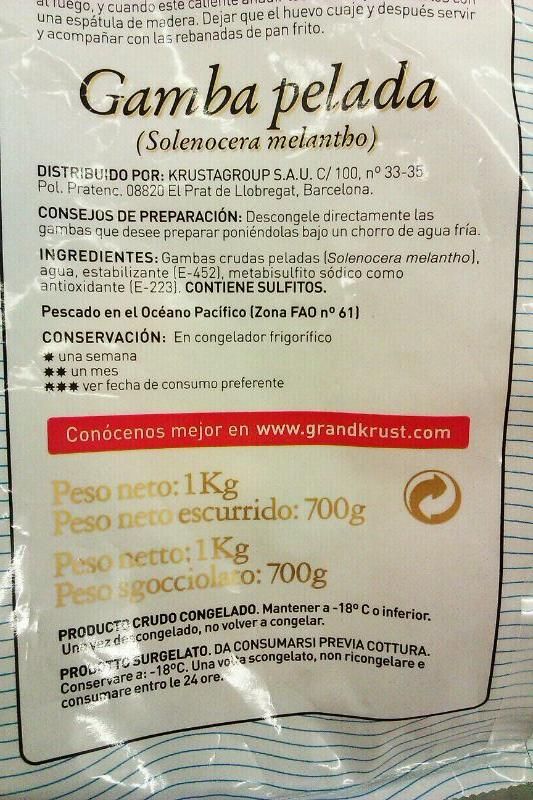 al fuego, y cuando esté caliente
una espátula de madera. Dejar que el huevo cuaje y después servir
y acompañar con las rebanadas de pan frito.
Gamba pelada
(Solenocera melantho)
DISTRIBUIDO POR: KRUSTAGROUP S.A.U. C/ 100, nº 33-35
Pol. Pratenc. 08820 El Prat de Llobregat, Barcelona.
CONSEJOS DE PREPARACIÓN: Descongele directamente las
gambas que desee preparar poniéndolas bajo un chorro de agua fría.
INGREDIENTES: Gambas crudas peladas (Solenocera melantho),
agua, estabilizante (E-452), metabisulfito sódico como
antioxidante (E-223). CONTIENE SULFITOS.
Pescado en el Océano Pacífico (Zona FAO nº 61)
CONSERVACIÓN: En congelador frigorífico
* una semana
** un mes
*** ver fecha de consumo preferente
Conócenos mejor en www.grandkrust.com
Peso neto: 1Kg
Peso neto escurrido: 700g
Peso netto: 1Kg
Peso sgocciolato: 700g
PRODUCTO CRUDO CONGELADO. Mantener a -18º C o inferior.
Una vez descongelado, no volver a congelar.
PRODOTTO SURGELATO. DA CONSUMARSI PREVIA COTTURA.
Conservare a: -18ºC. Una volta scongelato, non ricongelare e
consumare entro le 24 ore.